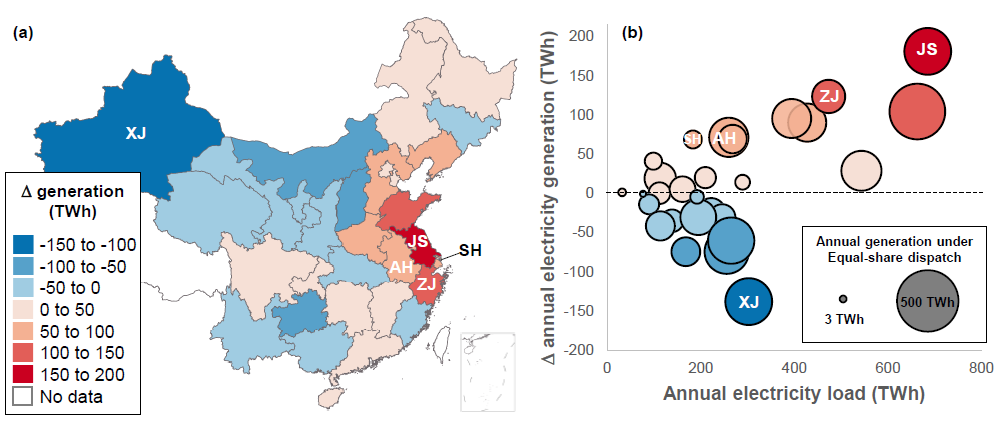 (a)
XJ
JS
SH
AH
ZJ
Δ generation
(TWh)
-150 to -100
-100 to -50
-50 to 0
0 to 50
50 to 100
100 to 150
150 to 200
No data
(b)
Δ annual electricity generation (TWh)
200
150
100
50
0
-50
-100
-150
-200
JS
ZJ
SH
AH
XJ
Annual generation under
Equal-share dispatch
3 TWh
500 TWh
0
200
400
600
800
Annual electricity load (TWh)